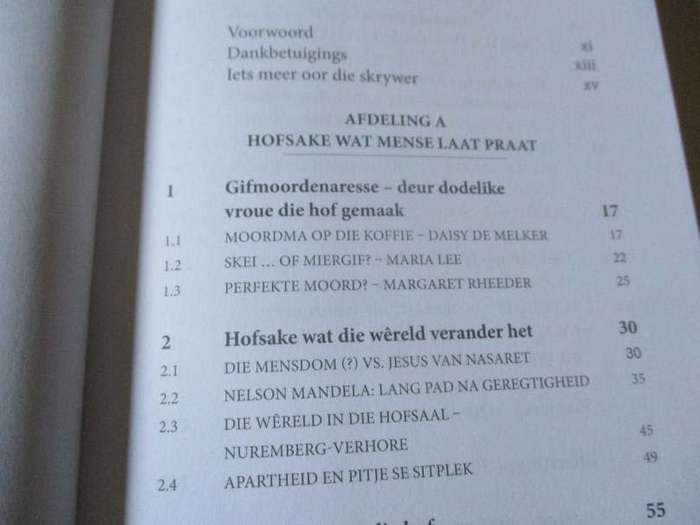 Voorwoord xi
Dankbetuigings xiii
Iets meer oor die skrywer xv
AFDELING A
HOFSAKE WAT MENSE LAAT PRAAT
1 Gifmoordenaresse – deur dodelike
vroue die hof gemaak 17
1.1 MOORDMA OP DIE KOFFIE – DAISY DE MELKER 17
1.2 SKEI ... OF MIERGIF? – MARIA LEE 22
1.3 PERFEKTE MOORD? – MARGARET RHEEDER 25
2 Hofsake wat die wêreld verander het 30
2.1 DIE MENSDOM (?) VS. JESUS VAN NASARET 30
2.2 NELSON MANDELA: LANG PAD NA GEREGTIGHEID 35
2.3 DIE WÊRELD IN DIE HOFSAAL –
NUREMBERG-VERHORE 45
2.4 APARTHEID EN PITJE SE SITPLEK 49
55